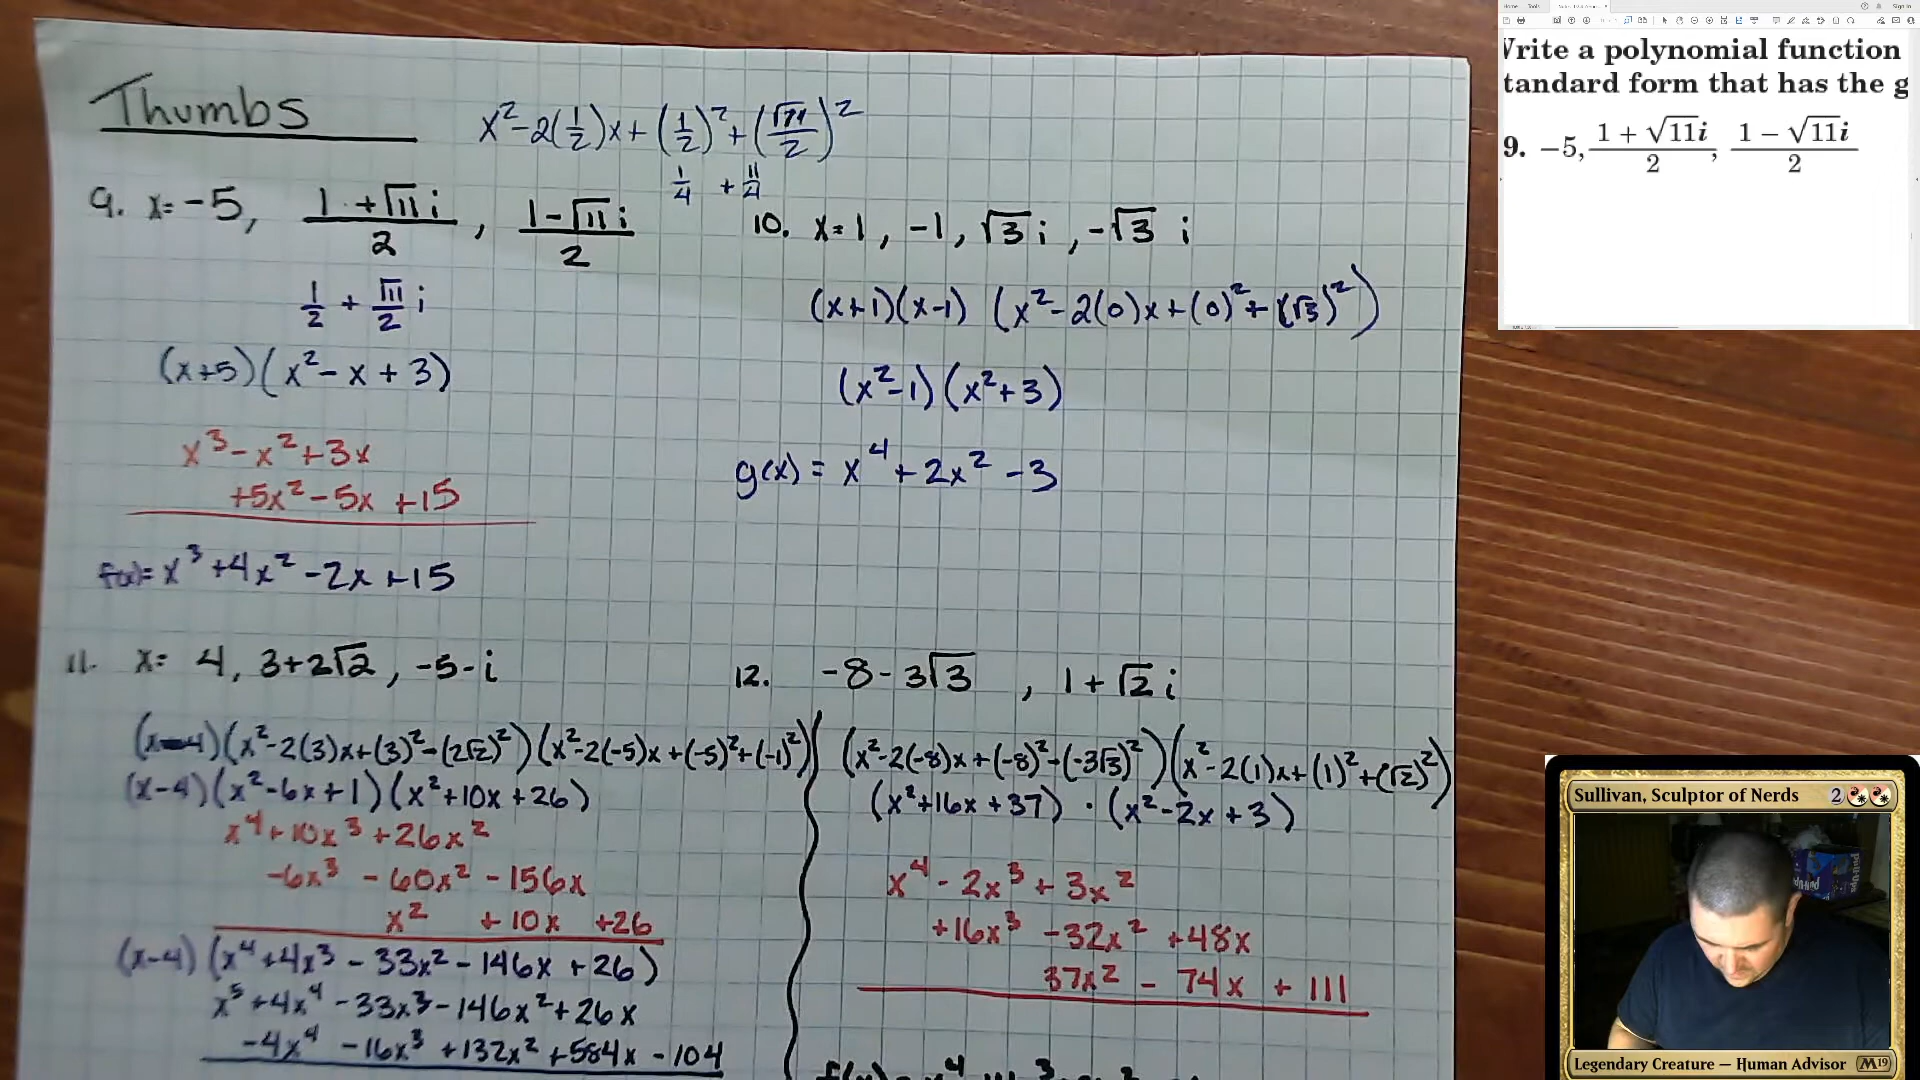 Thumbs
x²-2(1/2)x+(1/2)²+(√11/2)²
1/4 + 11/4
9. x=-5, (1+√11 i)/2, (1-√11 i)/2
1/2 + √11/2 i
(x+5)(x²-x+3)
x³-x²+3x
+5x²-5x+15
f(x)=x³+4x²-2x+15
10. x=1, -1, √3 i, -√3 i
(x+1)(x-1)(x²-2(0)x+(0)²+(√3)²)
(x²-1)(x²+3)
g(x)=x⁴+2x²-3
11. x= 4, 3+2√2, -5-i
(x-4)(x²-2(3)x+(3)²-(2√2)²)(x²-2(-5)x+(-5)²+(-1)²)
(x-4)(x²-6x+1)(x²+10x+26)
x⁴+10x³+26x²
-6x³-60x²-156x
x² +10x +26
(x-4)(x⁴+4x³-33x²-146x+26)
x⁵+4x⁴-33x³-146x²+26x
-4x⁴-16x³+132x²+584x-104
12. -8-3√3, 1+√2 i
(x²-2(-8)x+(-8)²-(-3√3)²)(x²-2(1)x+(1)²+(√2)²)
(x²+16x+37)·(x²-2x+3)
x⁴-2x³+3x²
+16x³-32x²+48x
37x²-74x+111
Write a polynomial function
tandard form that has the g
9. −5, (1 + √11i)/2, (1 − √11i)/2
Sullivan, Sculptor of Nerds 2
Legendary Creature — Human Advisor M19